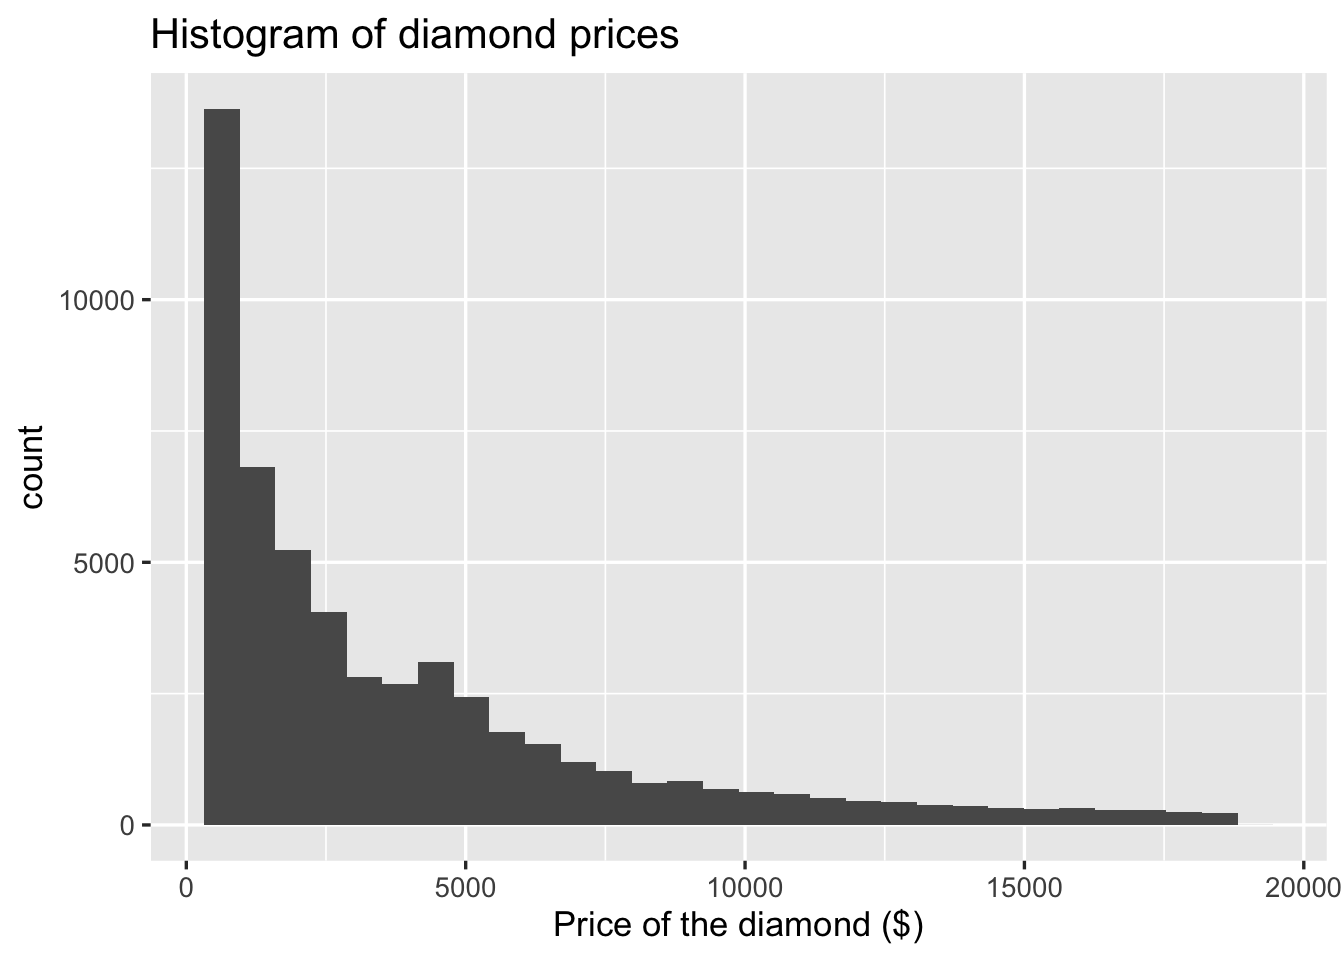 Histogram of diamond prices
10000
5000
0
count
0 5000 10000 15000 20000
Price of the diamond ($)